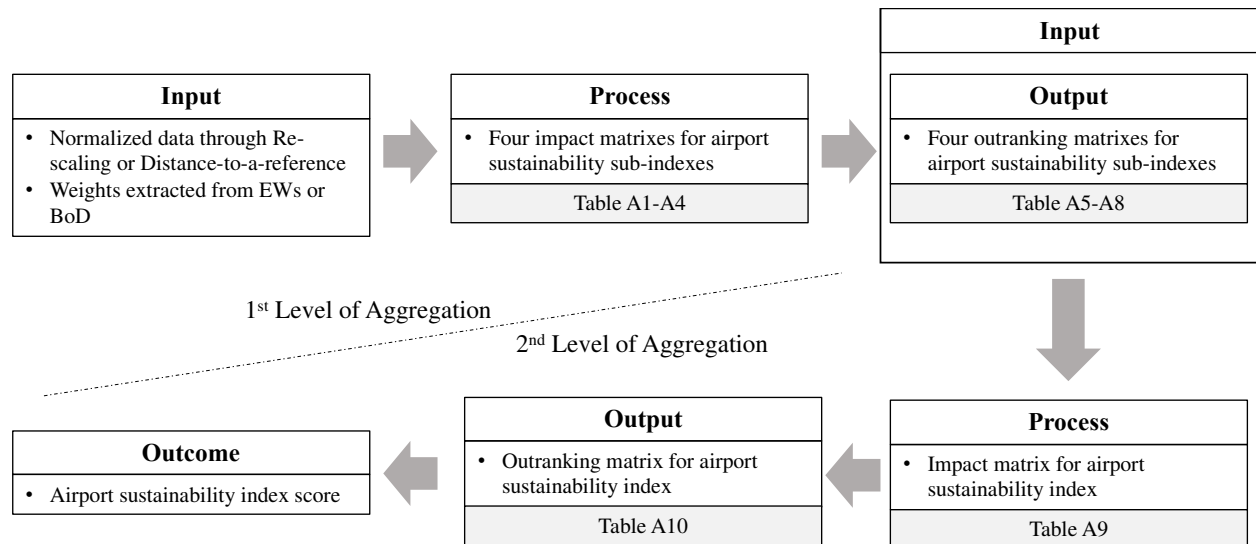 Input
• Normalized data through Re-
scaling or Distance-to-a-reference
• Weights extracted from EWs or
BoD
Process
• Four impact matrixes for airport
sustainability sub-indexes
Table A1-A4
Input
Output
• Four outranking matrixes for
airport sustainability sub-indexes
Table A5-A8
1st Level of Aggregation
2nd Level of Aggregation
Process
• Impact matrix for airport
sustainability index
Table A9
Output
• Outranking matrix for airport
sustainability index
Table A10
Outcome
• Airport sustainability index score